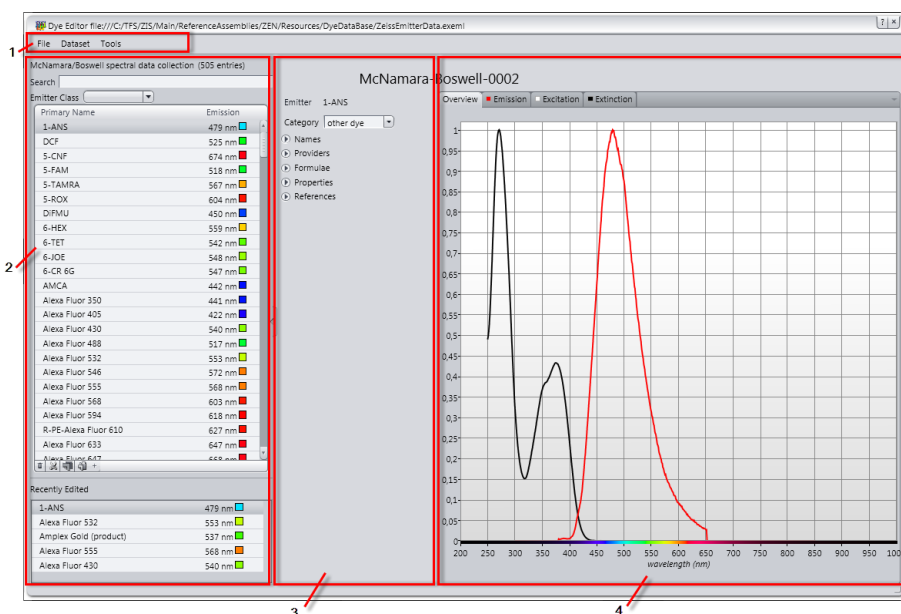 Dye Editor file:///C:/TFS/ZIS/Main/ReferenceAssemblies/ZEN/Resources/DyeDataBase/ZeissEmitterData.exeml
? x
1
File Dataset Tools
McNamara/Boswell spectral data collection (505 entries)
Search
Emitter Class
Primary Name Emission
1-ANS 479 nm
DCF 525 nm
5-CNF 674 nm
5-FAM 518 nm
5-TAMRA 567 nm
5-ROX 604 nm
DiFMU 450 nm
6-HEX 559 nm
6-TET 542 nm
6-JOE 548 nm
6-CR 6G 547 nm
AMCA 442 nm
Alexa Fluor 350 441 nm
Alexa Fluor 405 422 nm
Alexa Fluor 430 540 nm
Alexa Fluor 488 517 nm
Alexa Fluor 532 553 nm
Alexa Fluor 546 572 nm
Alexa Fluor 555 568 nm
Alexa Fluor 568 603 nm
Alexa Fluor 594 618 nm
R-PE-Alexa Fluor 610 627 nm
Alexa Fluor 633 647 nm
Alexa Fluor 647 668 nm
2
Recently Edited
1-ANS 479 nm
Alexa Fluor 532 553 nm
Amplex Gold (product) 537 nm
Alexa Fluor 555 568 nm
Alexa Fluor 430 540 nm
McNamara-Boswell-0002
Emitter 1-ANS
Category other dye
Names
Providers
Formulae
Properties
References
3
Overview Emission Excitation Extinction
1
0,95
0,9
0,85
0,8
0,75
0,7
0,65
0,6
0,55
0,5
0,45
0,4
0,35
0,3
0,25
0,2
0,15
0,1
0,05
0
200 250 300 350 400 450 500 550 600 650 700 750 800 850 900 950 100
wavelength (nm)
4